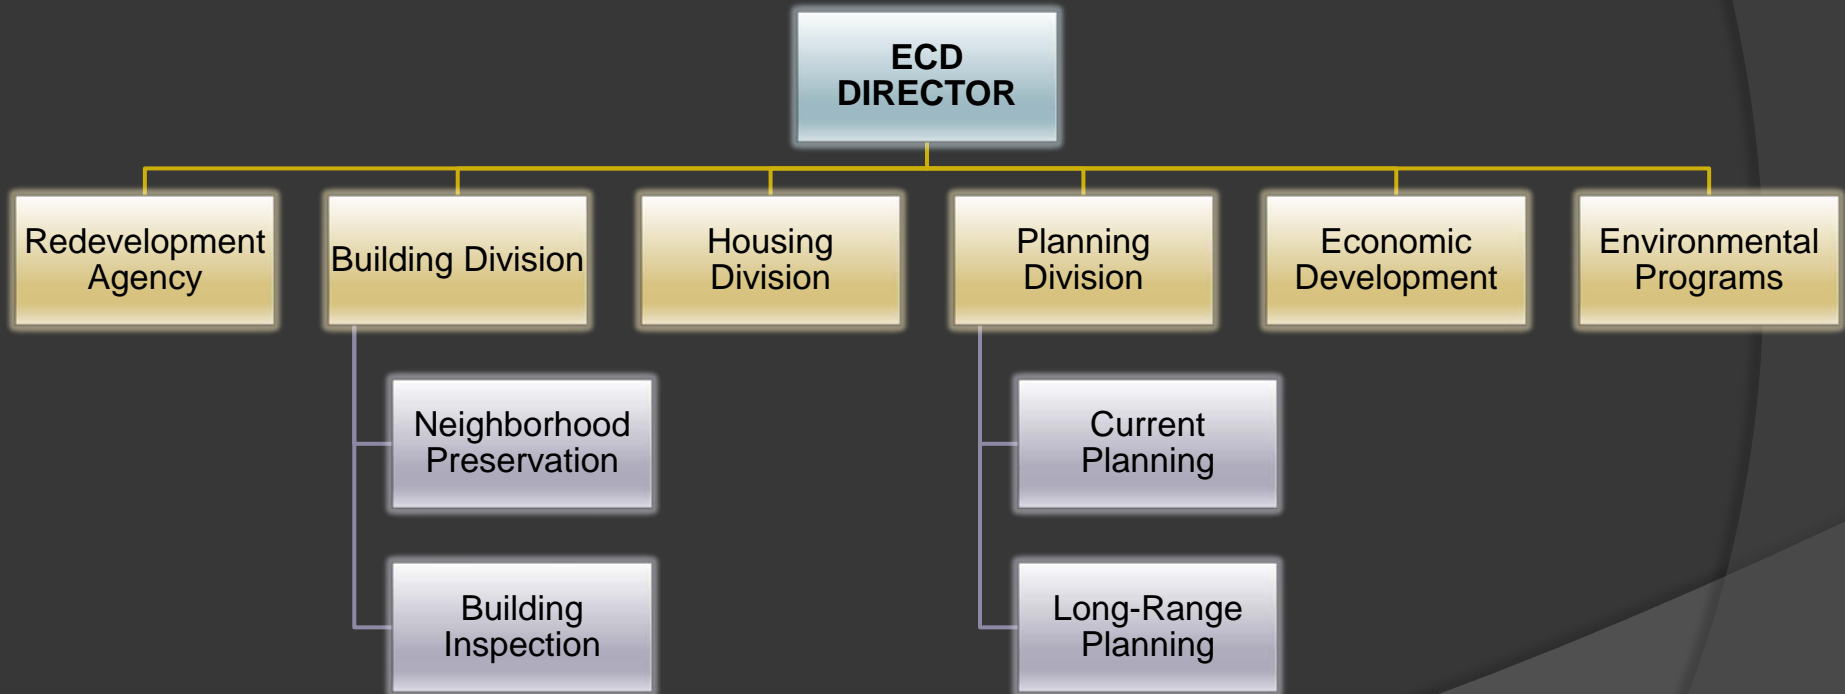 ECD
DIRECTOR
Redevelopment
Agency
Building Division
Housing
Division
Planning
Division
Economic
Development
Environmental
Programs
Neighborhood
Preservation
Current
Planning
Building
Inspection
Long-Range
Planning